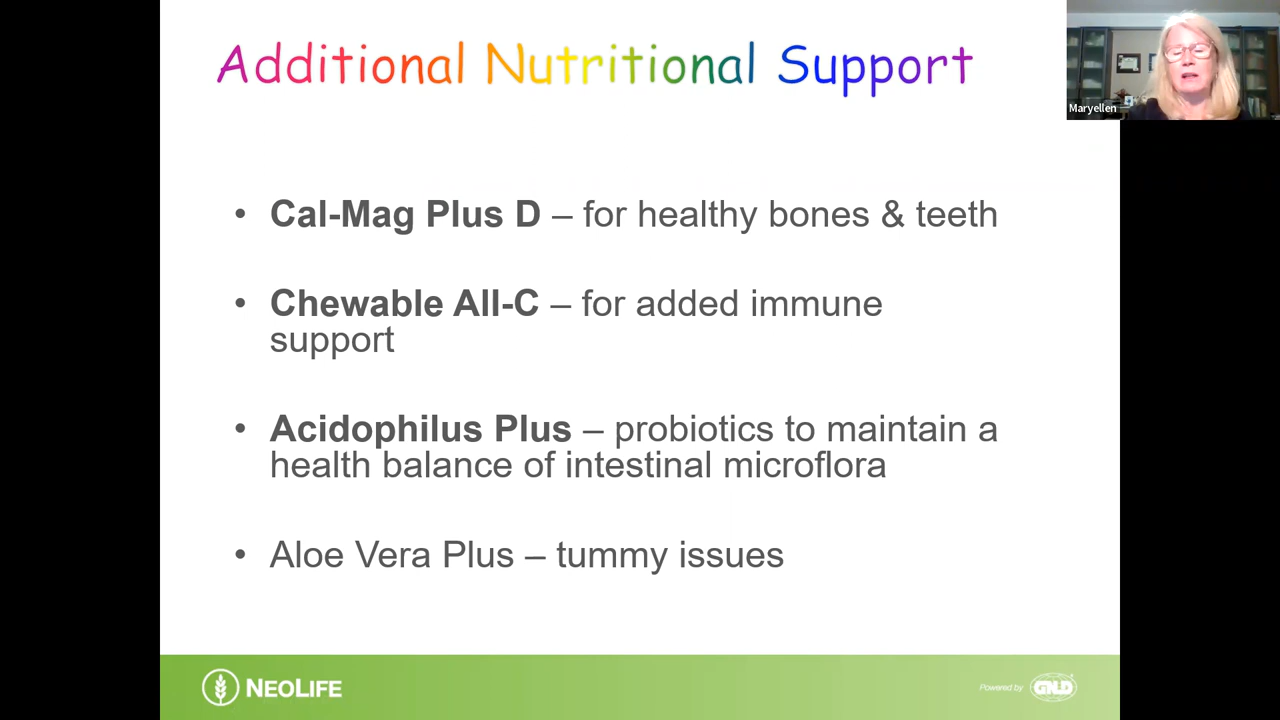 Additional Nutritional Support
Maryellen
• Cal-Mag Plus D – for healthy bones & teeth
• Chewable All-C – for added immune
support
• Acidophilus Plus – probiotics to maintain a
health balance of intestinal microflora
• Aloe Vera Plus – tummy issues
NEOLIFE
Powered by GNLD